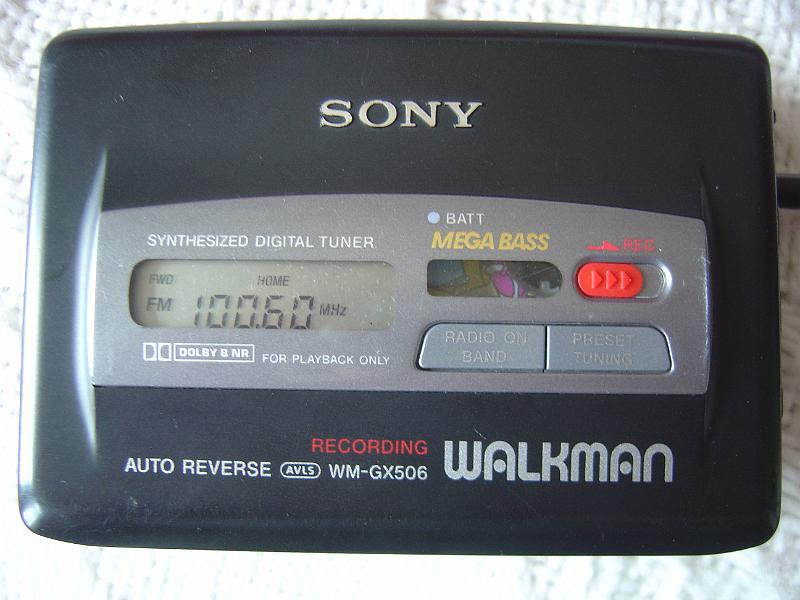 SONY
BATT
MEGA BASS
REC
SYNTHESIZED DIGITAL TUNER
FWD HOME
FM 100.60 MHz
DOLBY B NR FOR PLAYBACK ONLY
RADIO ON
BAND
PRESET
TUNING
RECORDING
AUTO REVERSE AVLS WM-GX506
WALKMAN